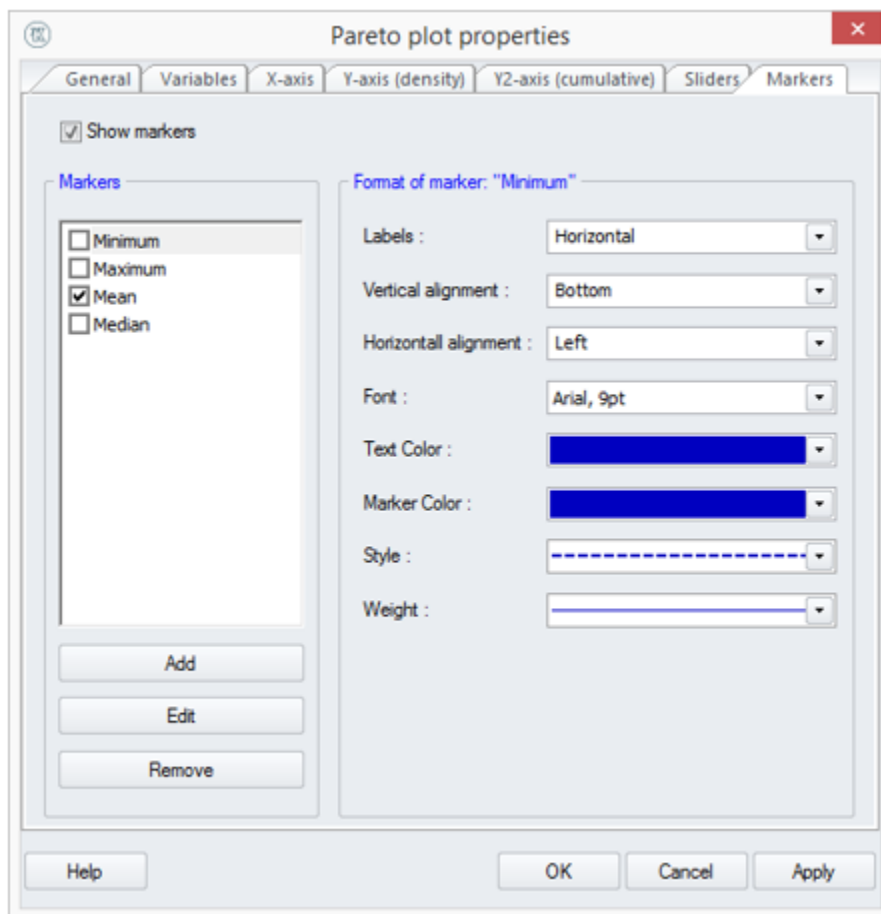 Pareto plot properties
General Variables X-axis Y-axis (density) Y2-axis (cumulative) Sliders Markers
Show markers
Markers
Minimum
Maximum
Mean
Median
Add
Edit
Remove
Format of marker: "Minimum"
Labels : Horizontal
Vertical alignment : Bottom
Horizontall alignment : Left
Font : Arial, 9pt
Text Color :
Marker Color :
Style :
Weight :
Help OK Cancel Apply